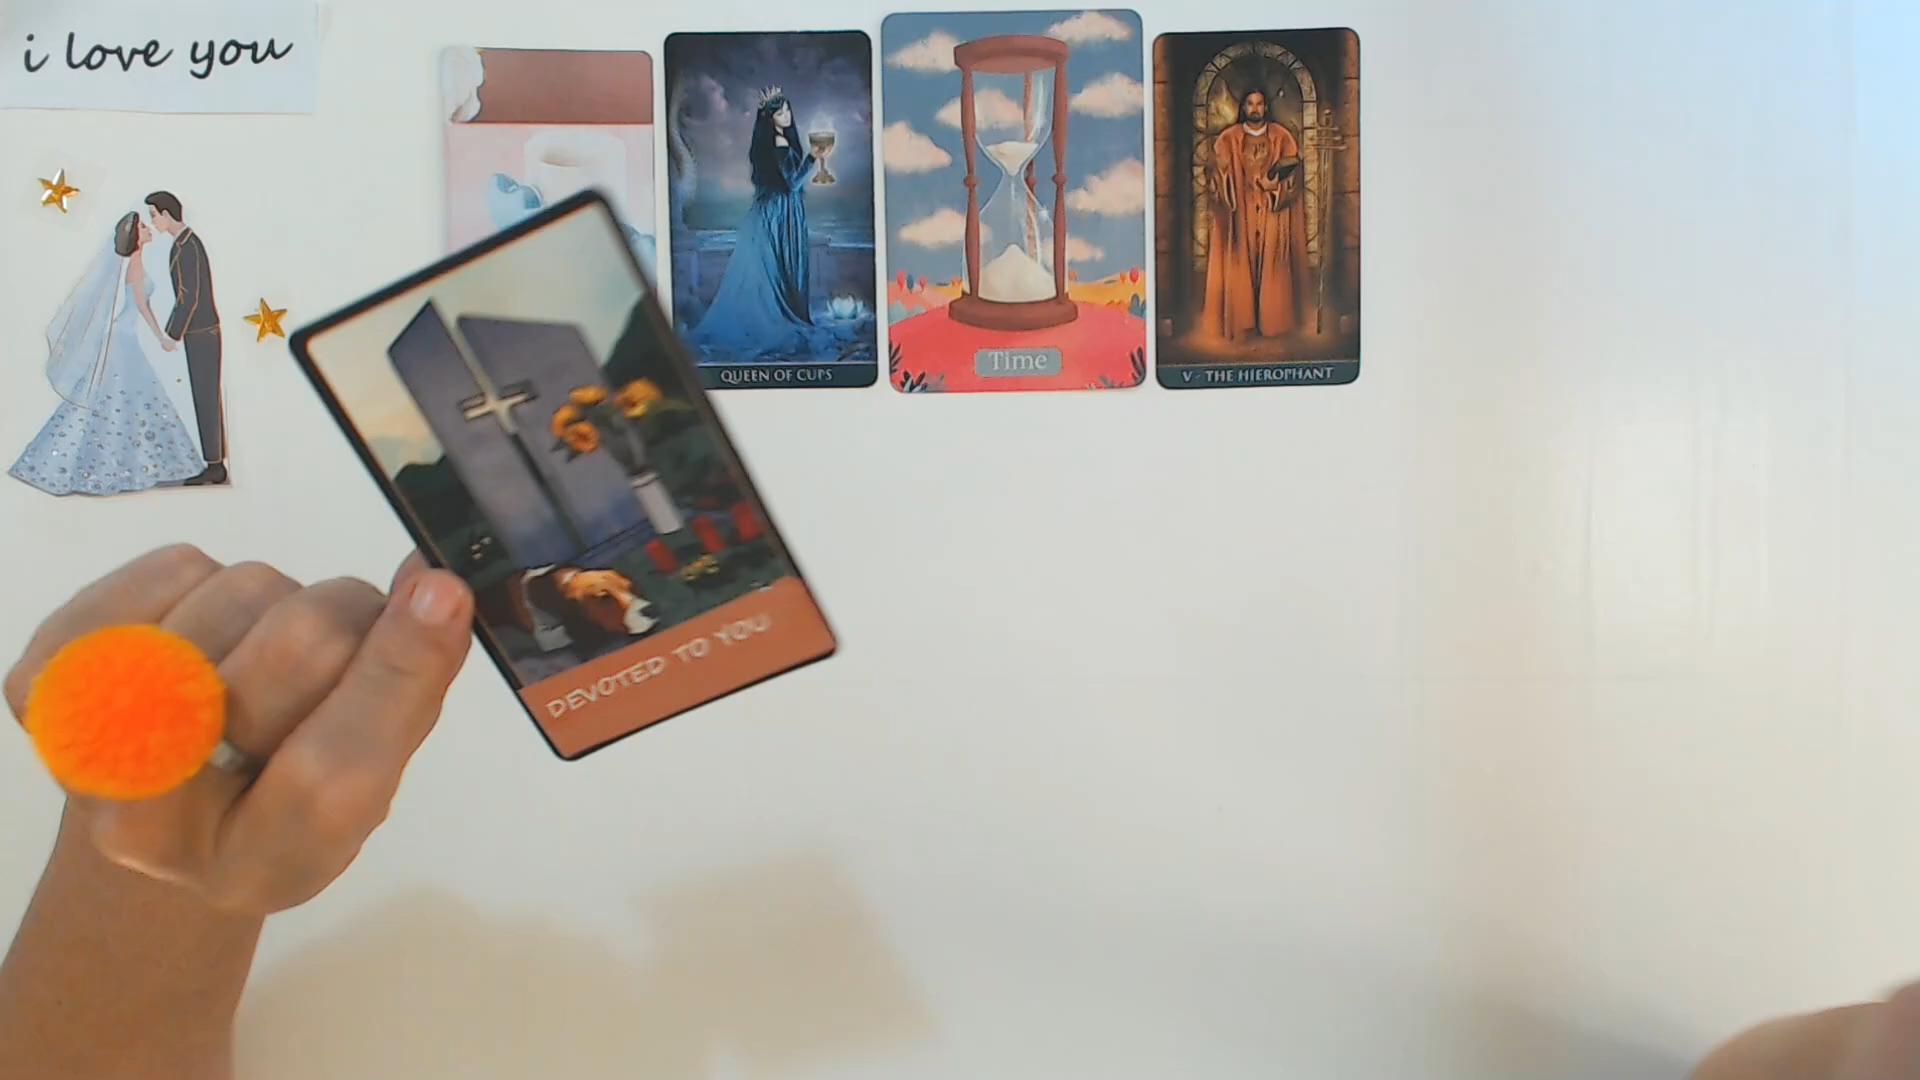 i love you
QUEEN OF CUPS
Time
V - THE HIEROPHANT
DEVOTED TO YOU